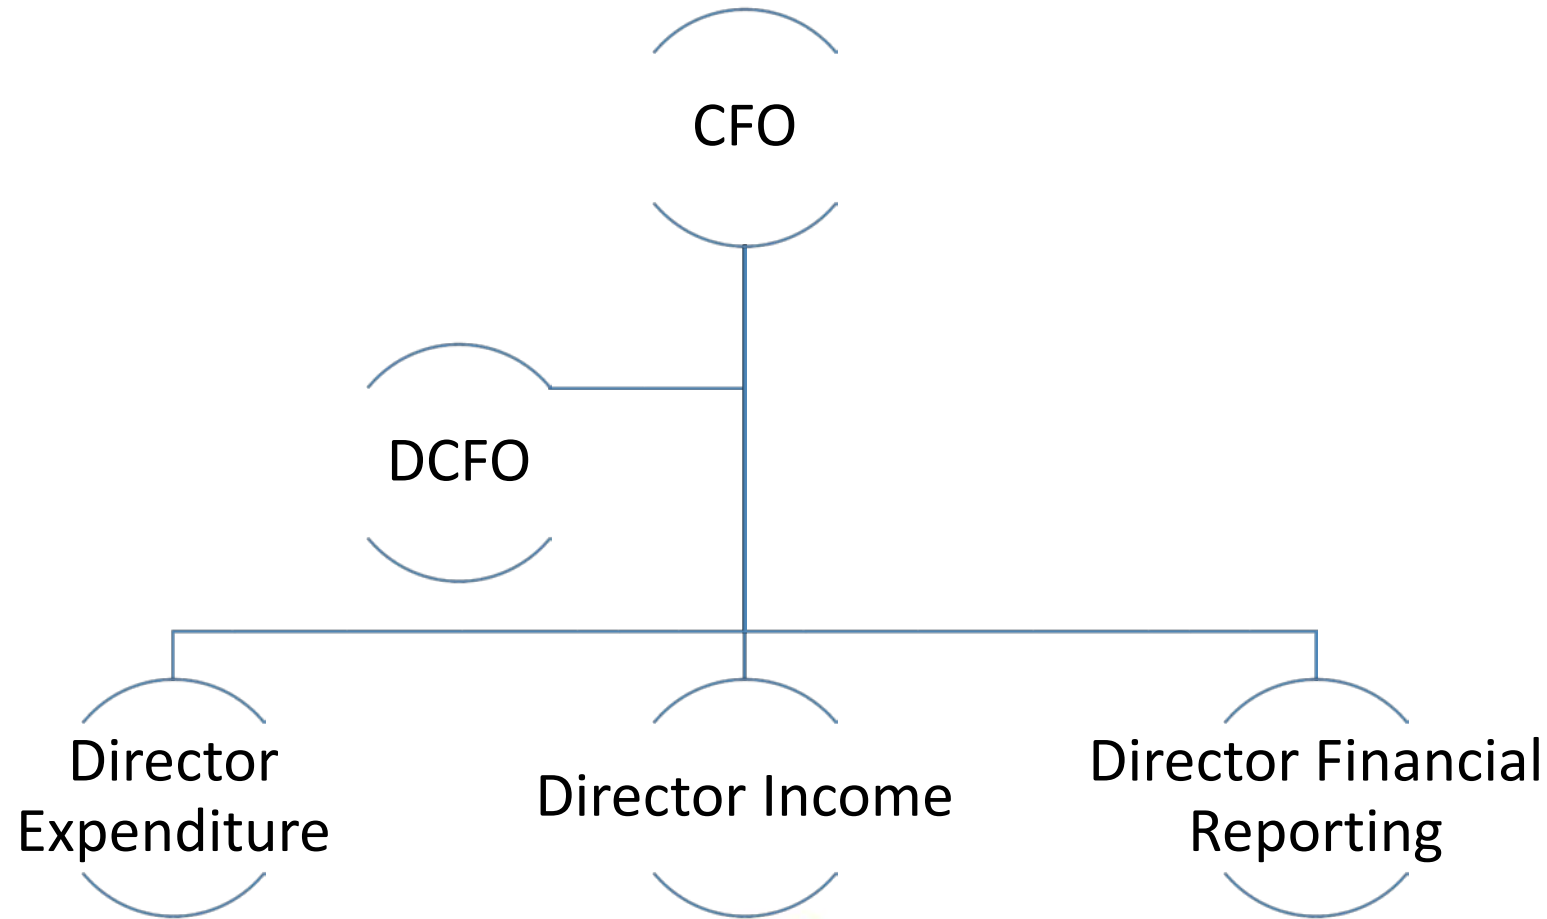 CFO
DCFO
Director
Expenditure
Director Income
Director Financial
Reporting